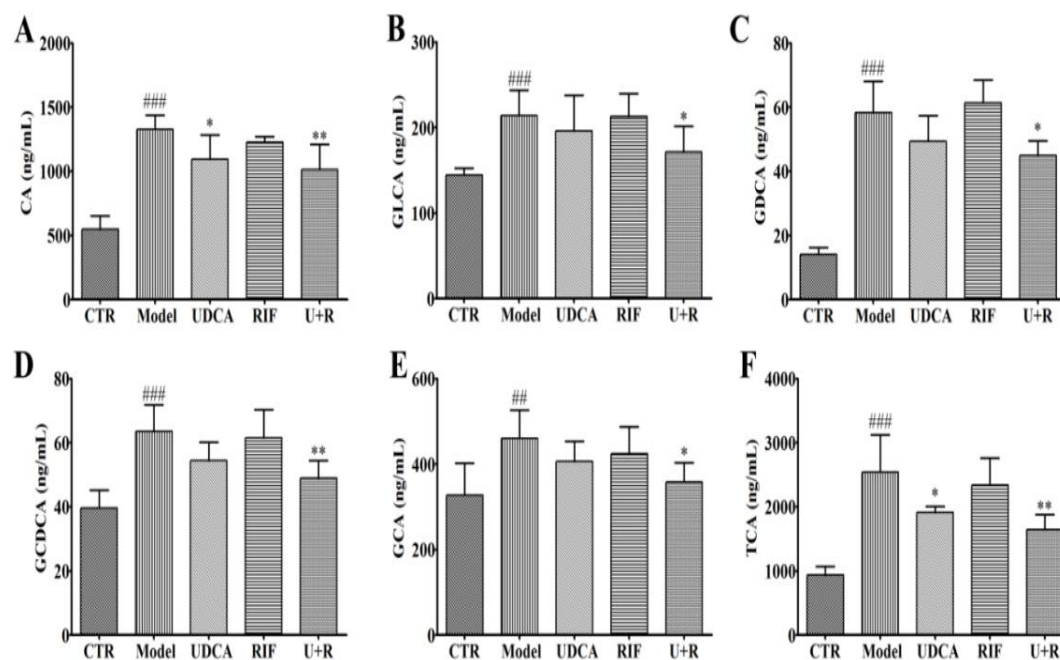 A
CA (ng/mL)
2000
1500
1000
500
0
###
*
**
CTR Model UDCA RIF U+R
B
GLCA (ng/mL)
300
200
100
0
###
*
CTR Model UDCA RIF U+R
C
GDCA (ng/mL)
80
60
40
20
0
###
*
CTR Model UDCA RIF U+R
D
GCDCA (ng/mL)
80
60
40
20
0
###
**
CTR Model UDCA RIF U+R
E
GCA (ng/mL)
600
400
200
0
##
*
CTR Model UDCA RIF U+R
F
TCA (ng/mL)
4000
3000
2000
1000
0
###
*
**
CTR Model UDCA RIF U+R